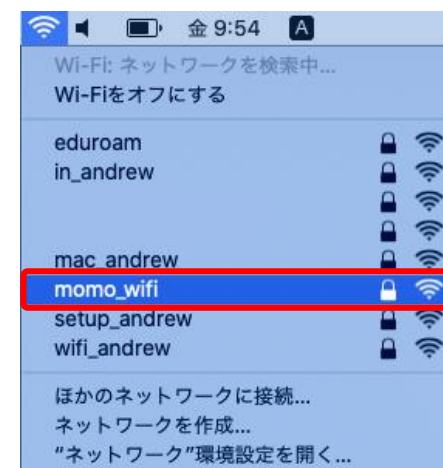 金 9:54 A
Wi-Fi: ネットワークを検索中...
Wi-Fiをオフにする
eduroam
in_andrew
mac_andrew
momo_wifi
setup_andrew
wifi_andrew
ほかのネットワークに接続...
ネットワークを作成...
“ネットワーク”環境設定を開く...